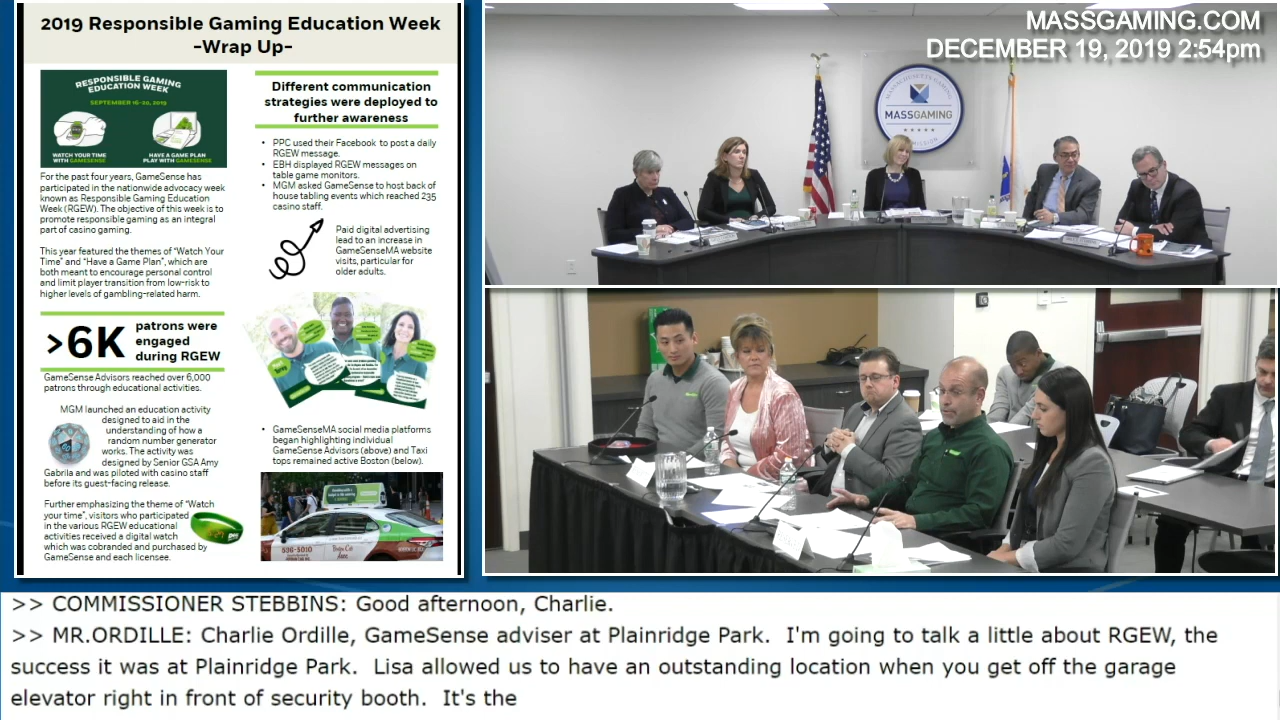 2019 Responsible Gaming Education Week
-Wrap Up-
RESPONSIBLE GAMING
EDUCATION WEEK
SEPTEMBER 16-20, 2019
WATCH YOUR TIME
WITH GAMESENSE
HAVE A GAME PLAN
PLAY WITH GAMESENSE
For the past four years, GameSense has
participated in the nationwide advocacy week
known as Responsible Gaming Education
Week (RGEW). The objective of this week is to
promote responsible gaming as an integral
part of casino gaming.
This year featured the themes of "Watch Your
Time" and "Have a Game Plan", which are
both meant to encourage personal control
and limit player transition from low-risk to
higher levels of gambling-related harm.
>6K
patrons were
engaged
during RGEW
GameSense Advisors reached over 6,000
patrons through educational activities.
MGM launched an education activity
designed to aid in the
understanding of how a
random number generator
works. The activity was
designed by Senior GSA Amy
Gabrila and was piloted with casino staff
before its guest-facing release.
Further emphasizing the theme of "Watch
your time", visitors who participated
in the various RGEW educational
activities received a digital watch
which was cobranded and purchased by
GameSense and each licensee.
Different communication
strategies were deployed to
further awareness
• PPC used their Facebook to post a daily
RGEW message.
• EBH displayed RGEW messages on
table game monitors.
• MGM asked GameSense to host back of
house tabling events which reached 235
casino staff.
Paid digital advertising
lead to an increase in
GameSenseMA website
visits, particular for
older adults.
• GameSenseMA social media platforms
began highlighting individual
GameSense Advisors (above) and Taxi
tops remained active Boston (below).
536-5010
MASSGAMING.COM
DECEMBER 19, 2019 2:54pm
MASSGAMING
>> COMMISSIONER STEBBINS: Good afternoon, Charlie.
>> MR.ORDILLE: Charlie Ordille, GameSense adviser at Plainridge Park. I'm going to talk a little about RGEW, the
success it was at Plainridge Park. Lisa allowed us to have an outstanding location when you get off the garage
elevator right in front of security booth. It's the